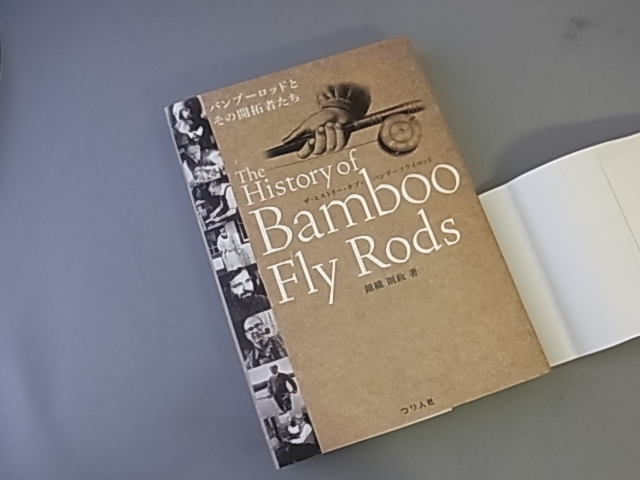 バンブーロッドと
その開拓者たち
The
History of
ザ・ヒストリー・オブ・バンブーフライロッド
Bamboo
Fly Rods
錦織 則政 著
つり人社